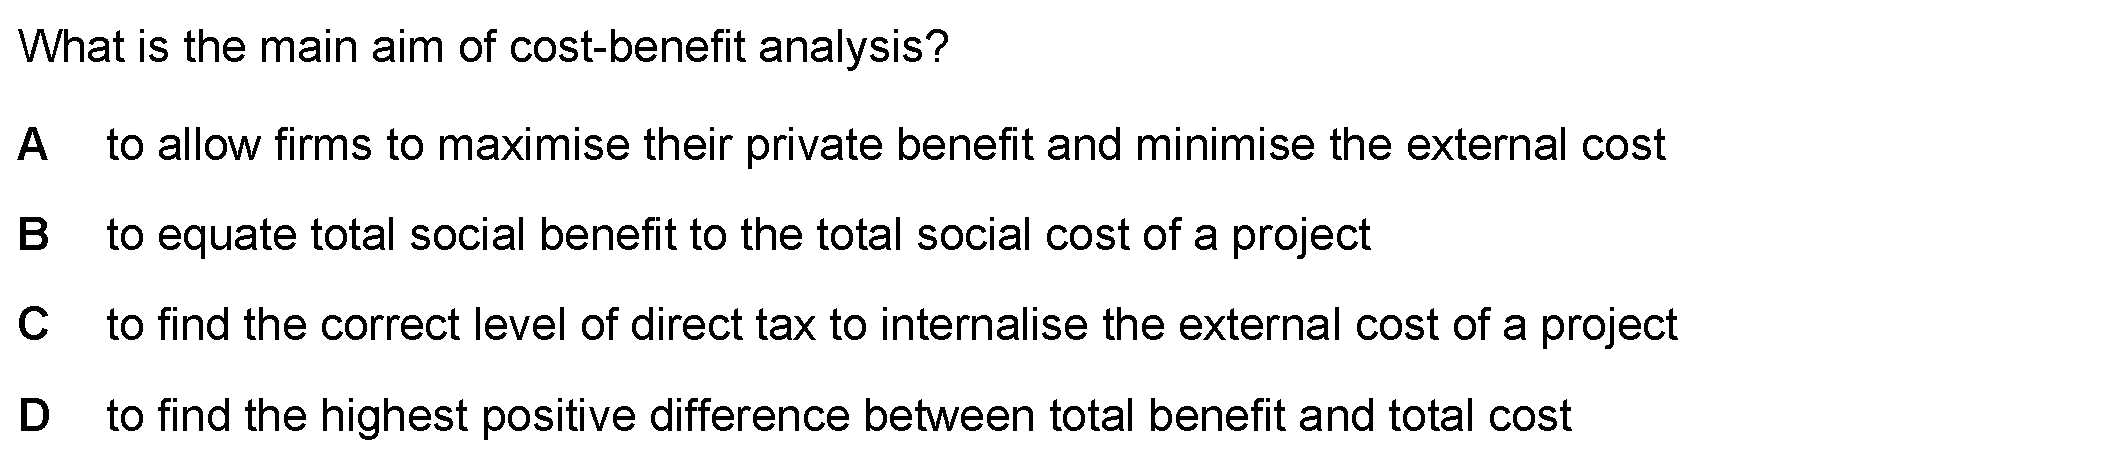 What is the main aim of cost-benefit analysis?
A to allow firms to maximise their private benefit and minimise the external cost
B to equate total social benefit to the total social cost of a project
C to find the correct level of direct tax to internalise the external cost of a project
D to find the highest positive difference between total benefit and total cost